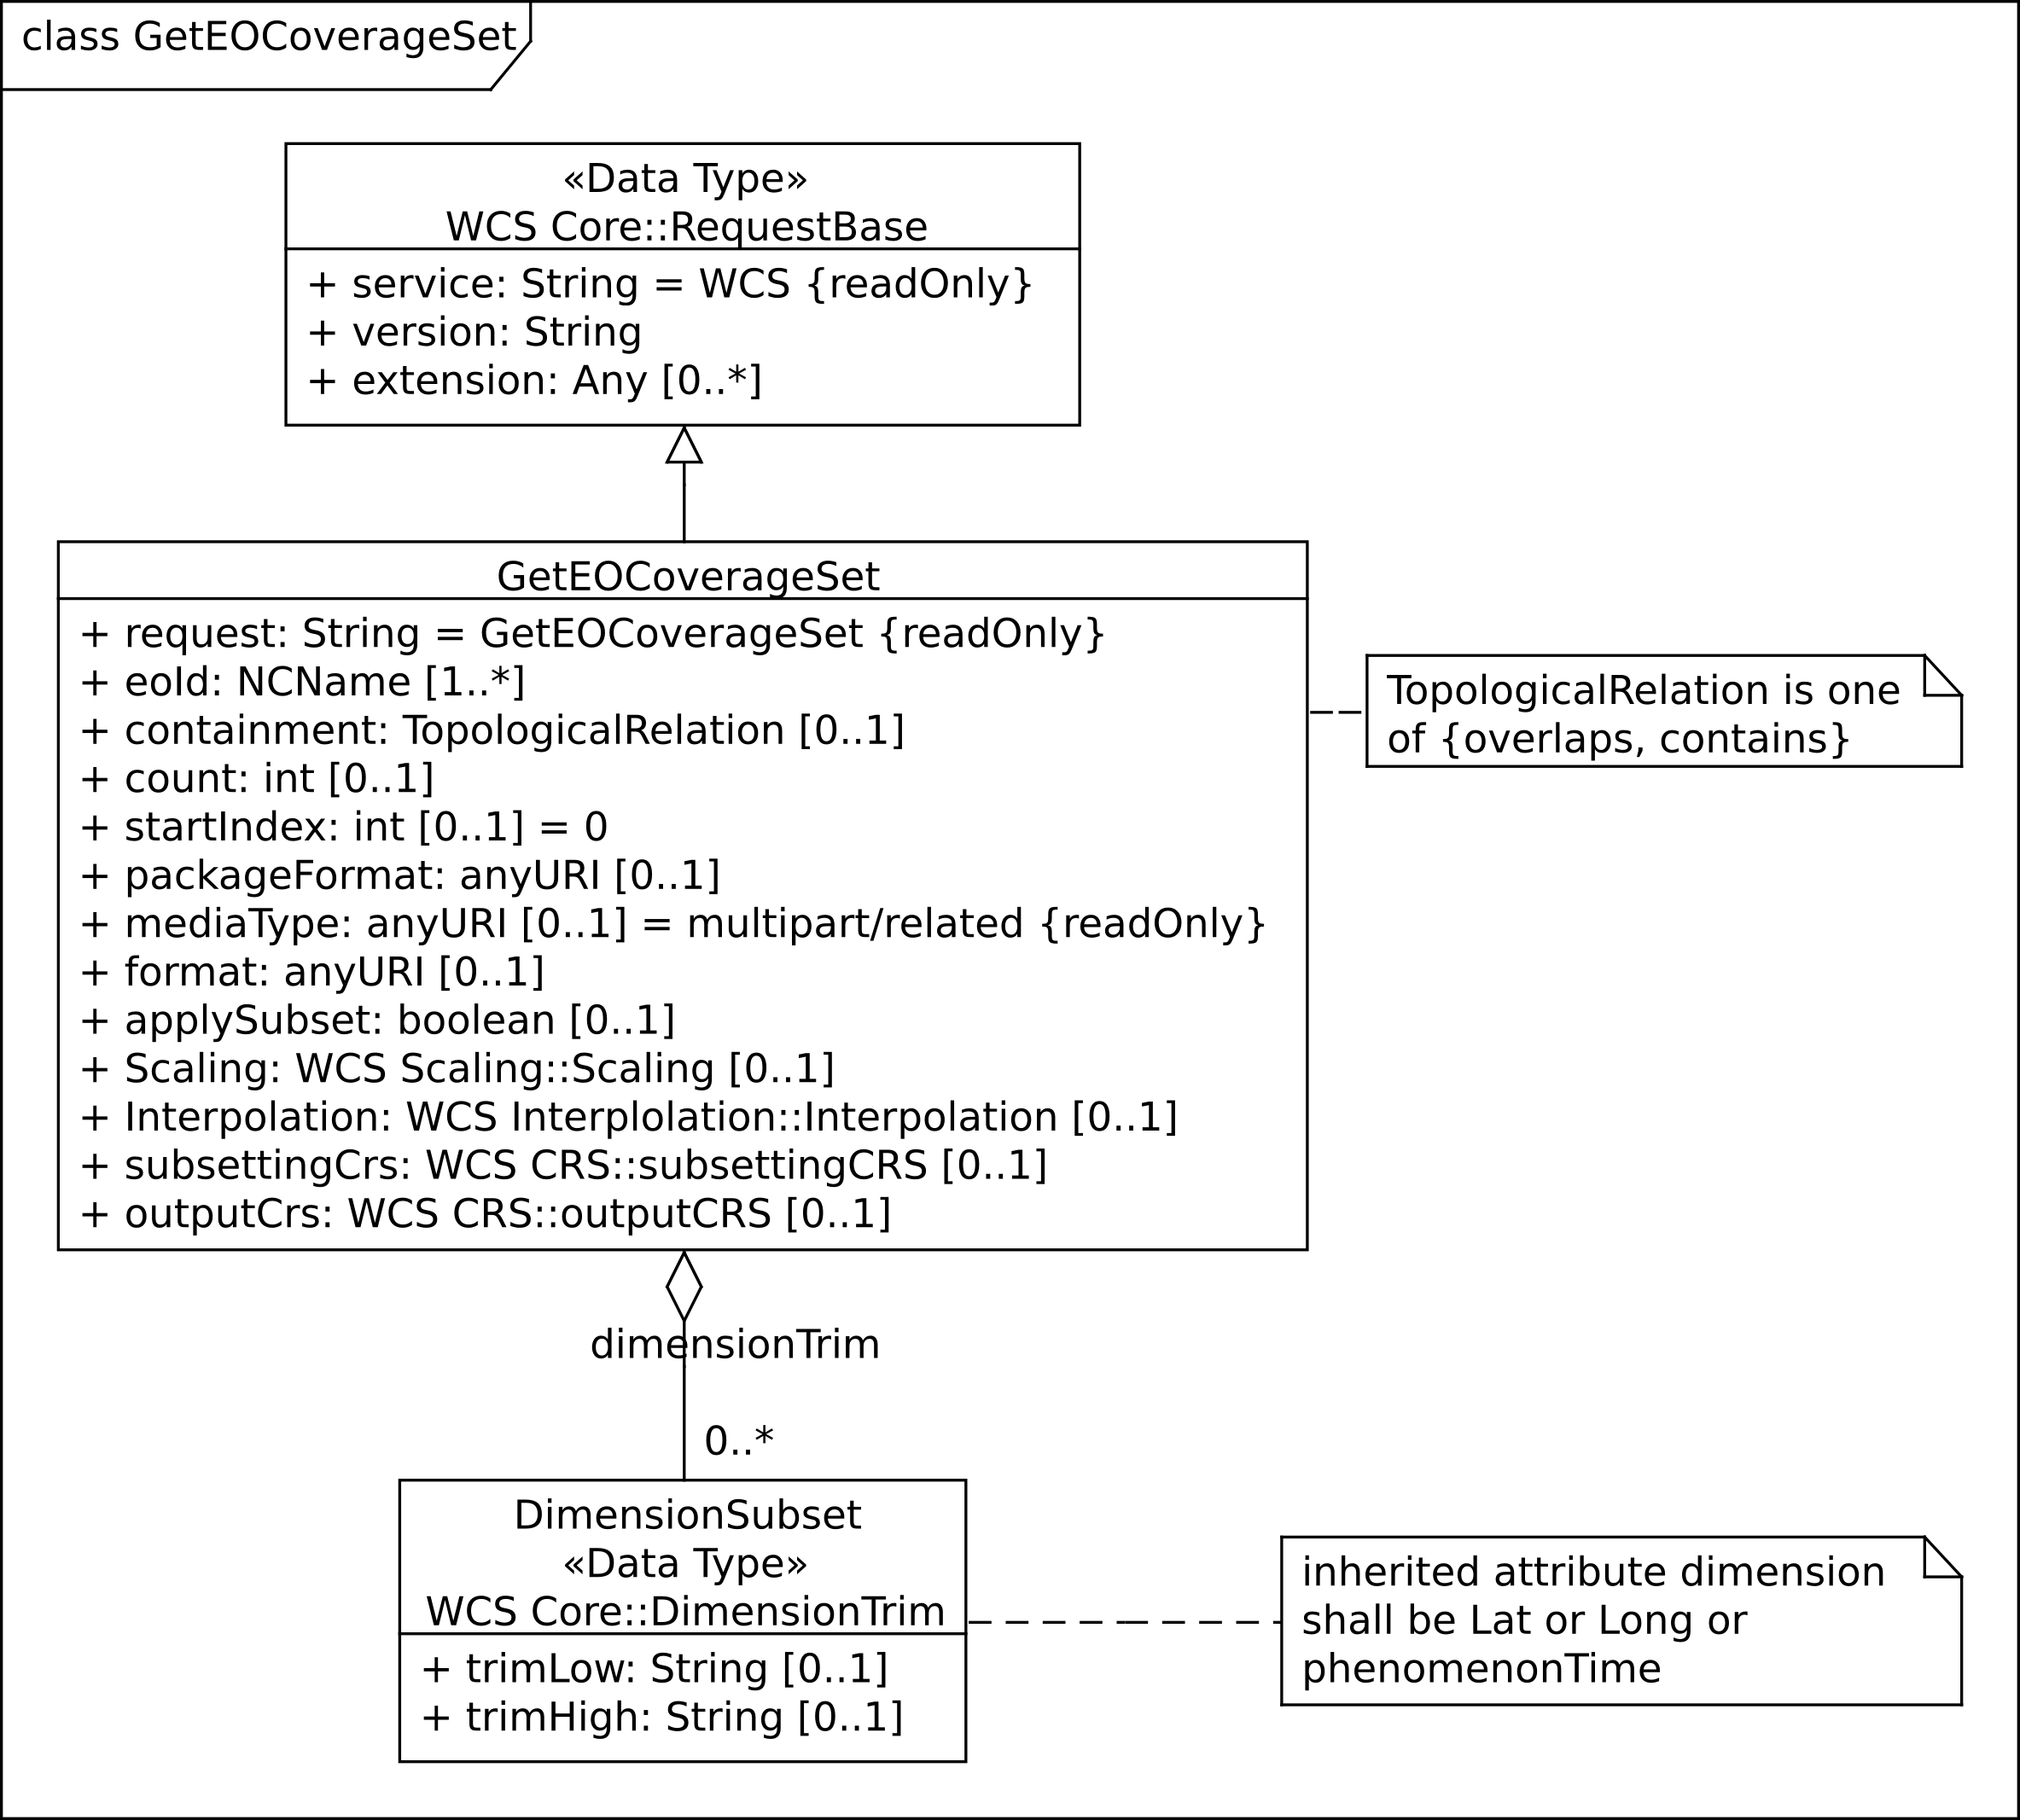 class GetEOCoverageSet
«Data Type»
WCS Core::RequestBase
+ service: String = WCS {readOnly}
+ version: String
+ extension: Any [0..*]
GetEOCoverageSet
+ request: String = GetEOCoverageSet {readOnly}
+ eoId: NCName [1..*]
+ containment: TopologicalRelation [0..1]
+ count: int [0..1]
+ startIndex: int [0..1] = 0
+ packageFormat: anyURI [0..1]
+ mediaType: anyURI [0..1] = multipart/related {readOnly}
+ format: anyURI [0..1]
+ applySubset: boolean [0..1]
+ Scaling: WCS Scaling::Scaling [0..1]
+ Interpolation: WCS Interplolation::Interpolation [0..1]
+ subsettingCrs: WCS CRS::subsettingCRS [0..1]
+ outputCrs: WCS CRS::outputCRS [0..1]
TopologicalRelation is one
of {overlaps, contains}
dimensionTrim
0..*
DimensionSubset
«Data Type»
WCS Core::DimensionTrim
+ trimLow: String [0..1]
+ trimHigh: String [0..1]
inherited attribute dimension
shall be Lat or Long or
phenomenonTime